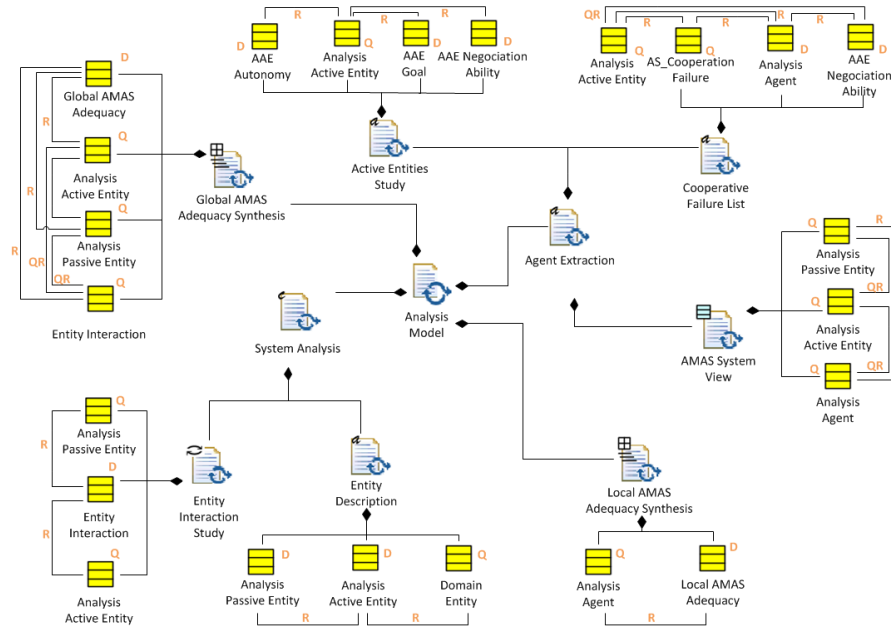 R
R
D
Q
D
D
AAE
Autonomy
Analysis
Active Entity
AAE
Goal
AAE Negociation
Ability
QR
R
R
Q
Q
D
D
Analysis
Active Entity
AS_Cooperation
Failure
Analysis
Agent
AAE
Negociation
Ability
D
Global AMAS
Adequacy
R
Q
Analysis
Active Entity
R
Q
Analysis
Passive Entity
R
QR
QR
Q
Entity Interaction
a
Global AMAS
Adequacy Synthesis
Active Entities
Study
a
Cooperative
Failure List
a
Agent Extraction
System Analysis
Analysis
Model
AMAS System
View
Q
R
Analysis
Passive Entity
Q
QR
Analysis
Active Entity
Q
QR
Analysis
Agent
Q
Analysis
Passive Entity
R
D
Entity
Interaction
R
Q
Analysis
Active Entity
Entity
Interaction
Study
a
Entity
Description
D
D
Q
Analysis
Passive Entity
Analysis
Active Entity
Domain
Entity
R
R
Local AMAS
Adequacy Synthesis
Q
D
Analysis
Agent
Local AMAS
Adequacy
R